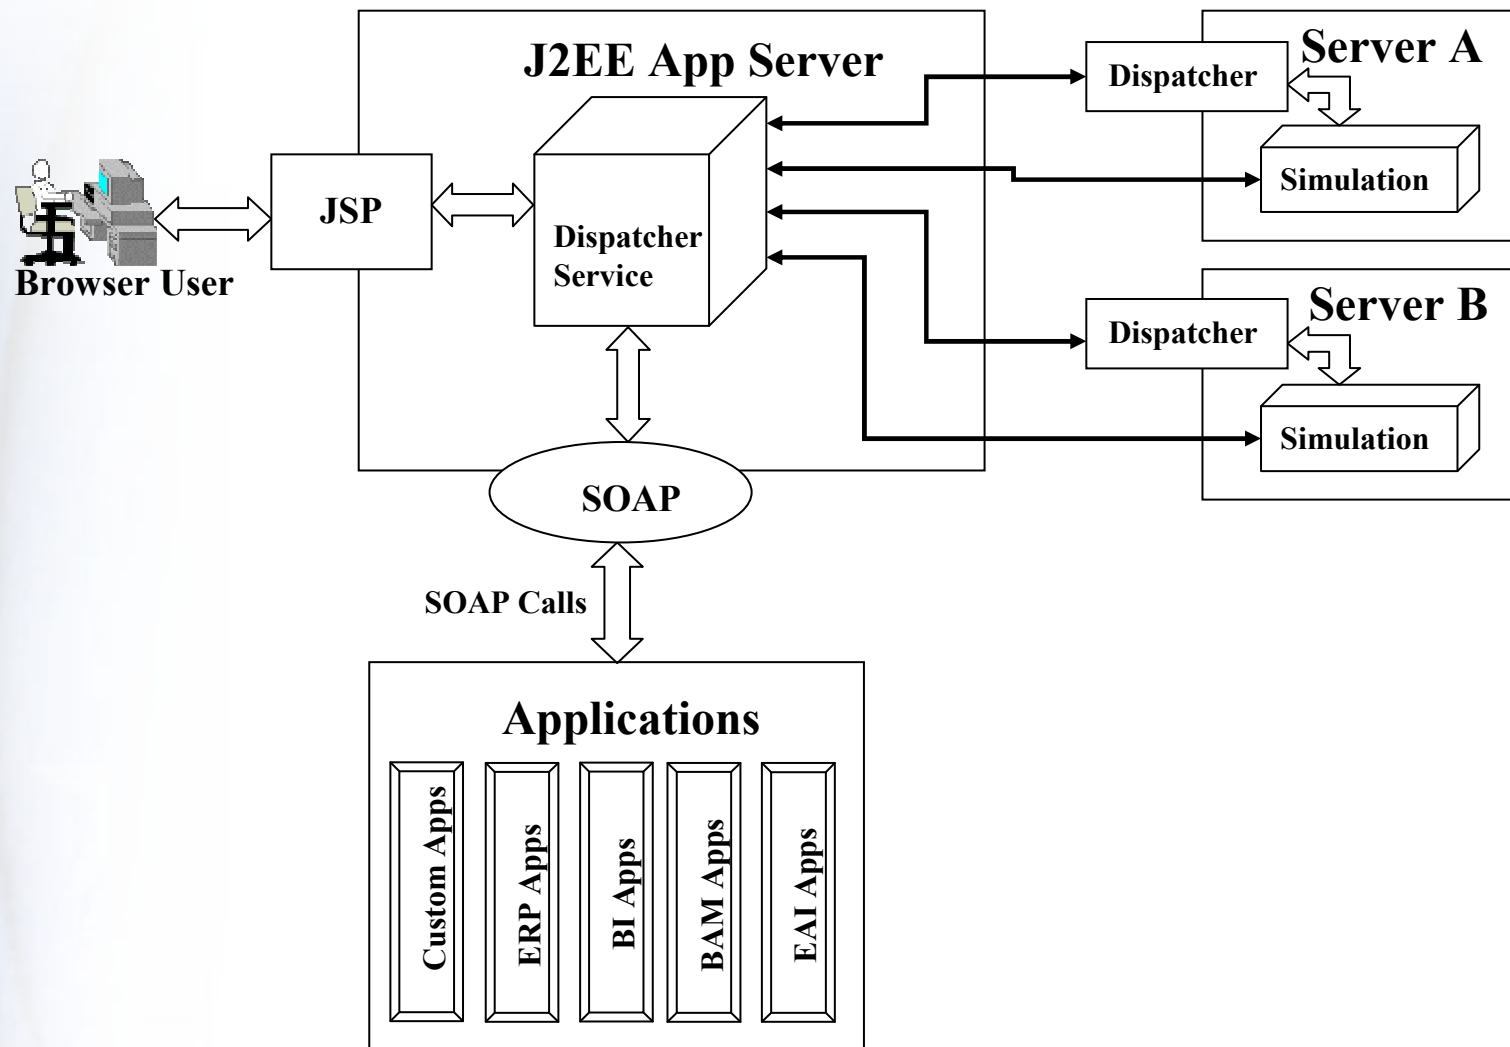 J2EE App Server
Server A
Dispatcher
Simulation
JSP
Dispatcher
Service
Browser User
Server B
Dispatcher
Simulation
SOAP
SOAP Calls
Applications
Custom Apps
ERP Apps
BI Apps
BAM Apps
EAI Apps